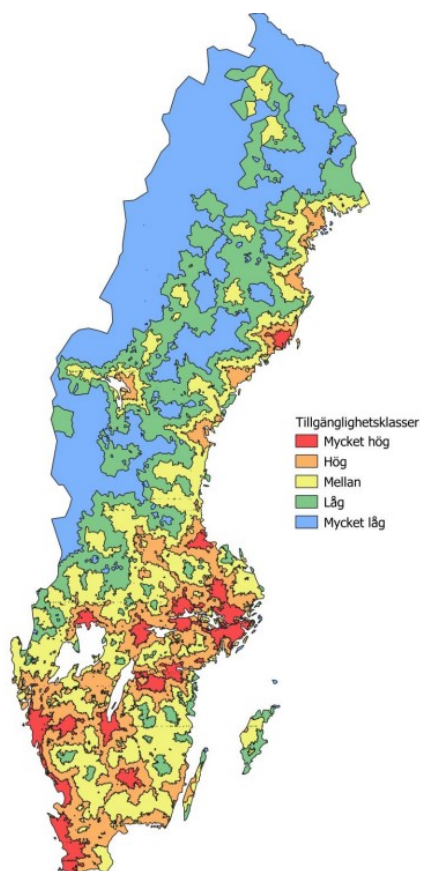 Tillgänglighetsklasser
Mycket hög
Hög
Mellan
Låg
Mycket låg